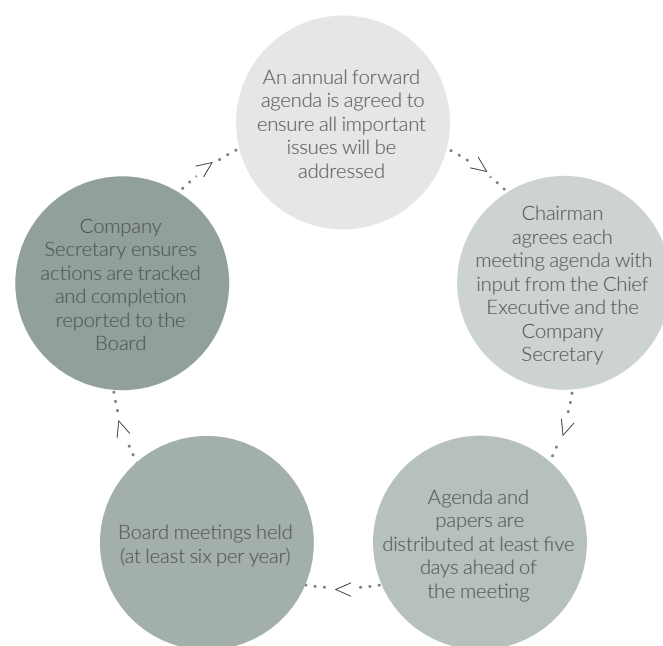 An annual forward
agenda is agreed to
ensure all important
issues will be
addressed
Chairman
agrees each
meeting agenda with
input from the Chief
Executive and the
Company
Secretary
Agenda and
papers are
distributed at least five
days ahead of
the meeting
Board meetings held
(at least six per year)
Company
Secretary ensures
actions are tracked
and completion
reported to the
Board